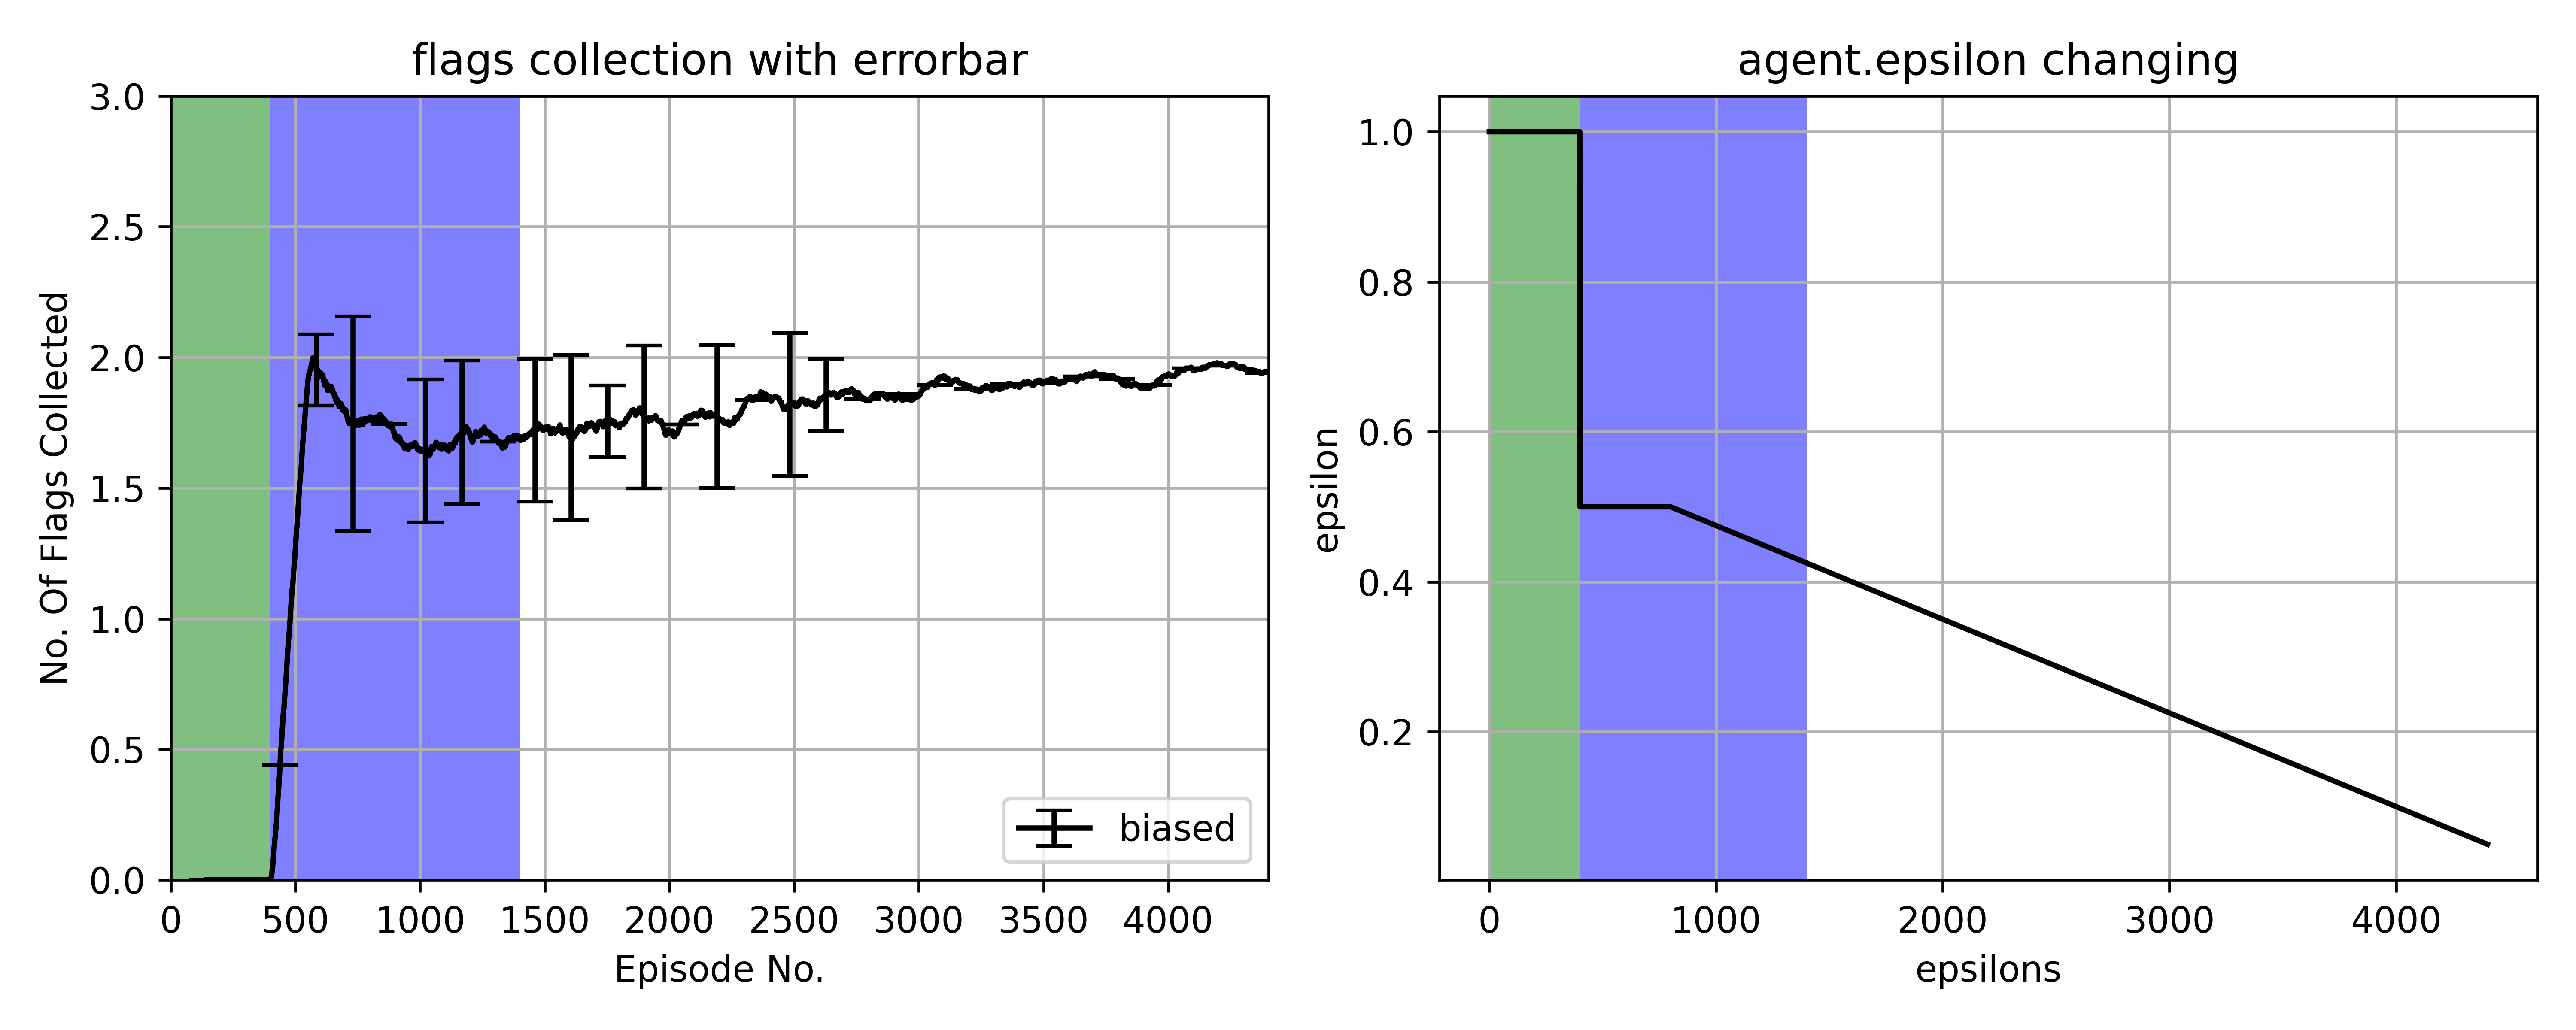 flags collection with errorbar
3.0
2.5
2.0
1.5
1.0
0.5
0.0
No. Of Flags Collected
0 500 1000 1500 2000 2500 3000 3500 4000
Episode No.
biased
agent.epsilon changing
1.0
0.8
0.6
0.4
0.2
epsilon
0 1000 2000 3000 4000
epsilons